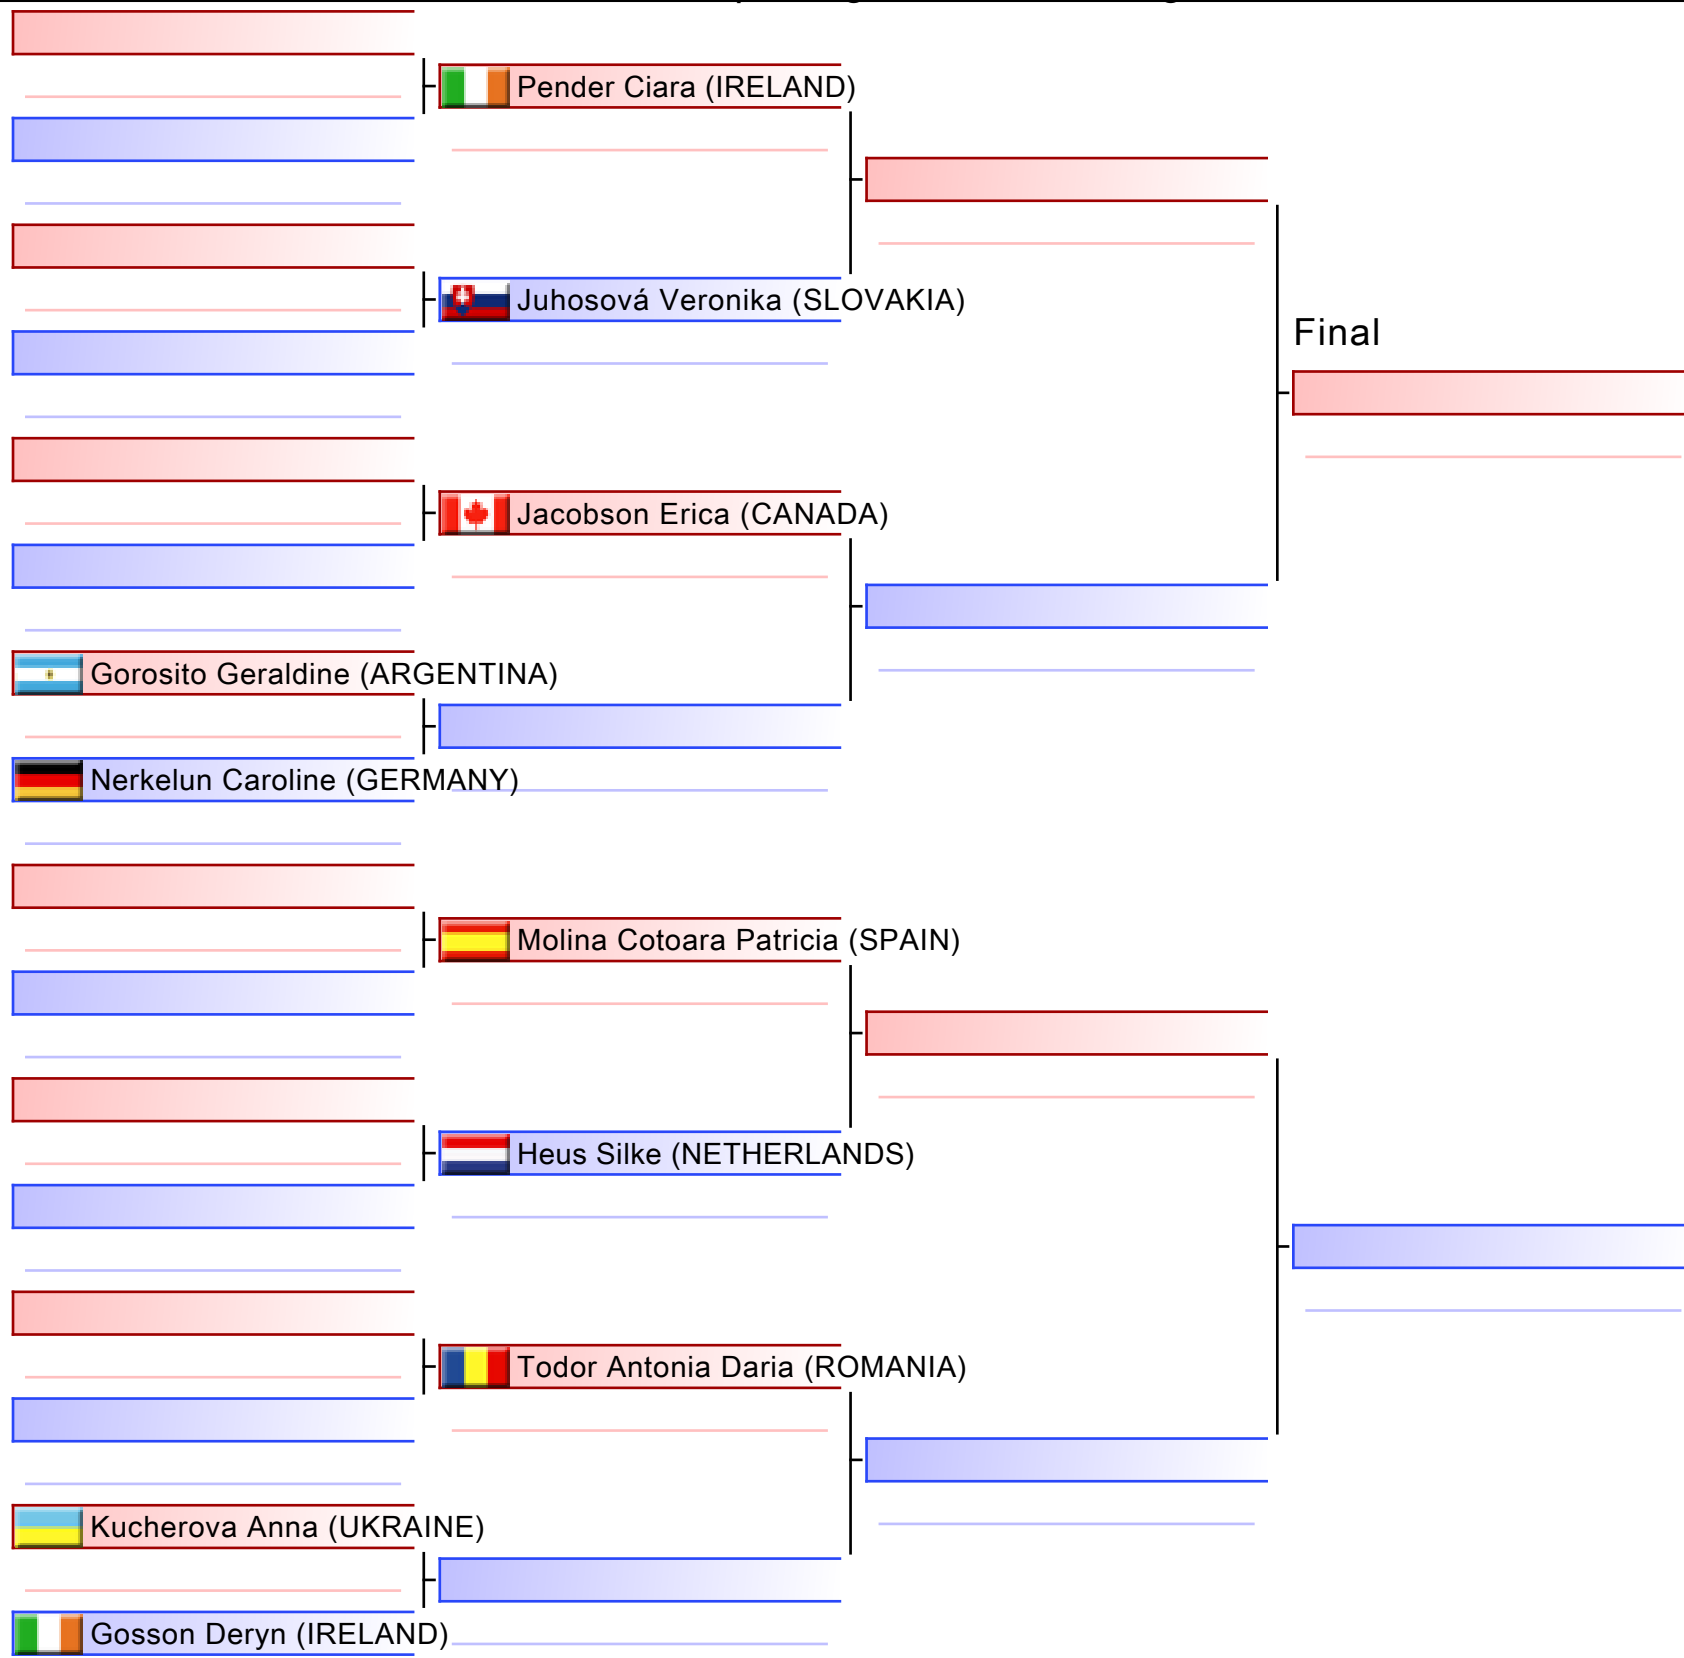 Pender Ciara (IRELAND)
Juhosová Veronika (SLOVAKIA)
Final
Jacobson Erica (CANADA)
Gorosito Geraldine (ARGENTINA)
Nerkelun Caroline (GERMANY)
Molina Cotoara Patricia (SPAIN)
Heus Silke (NETHERLANDS)
Todor Antonia Daria (ROMANIA)
Kucherova Anna (UKRAINE)
Gosson Deryn (IRELAND)